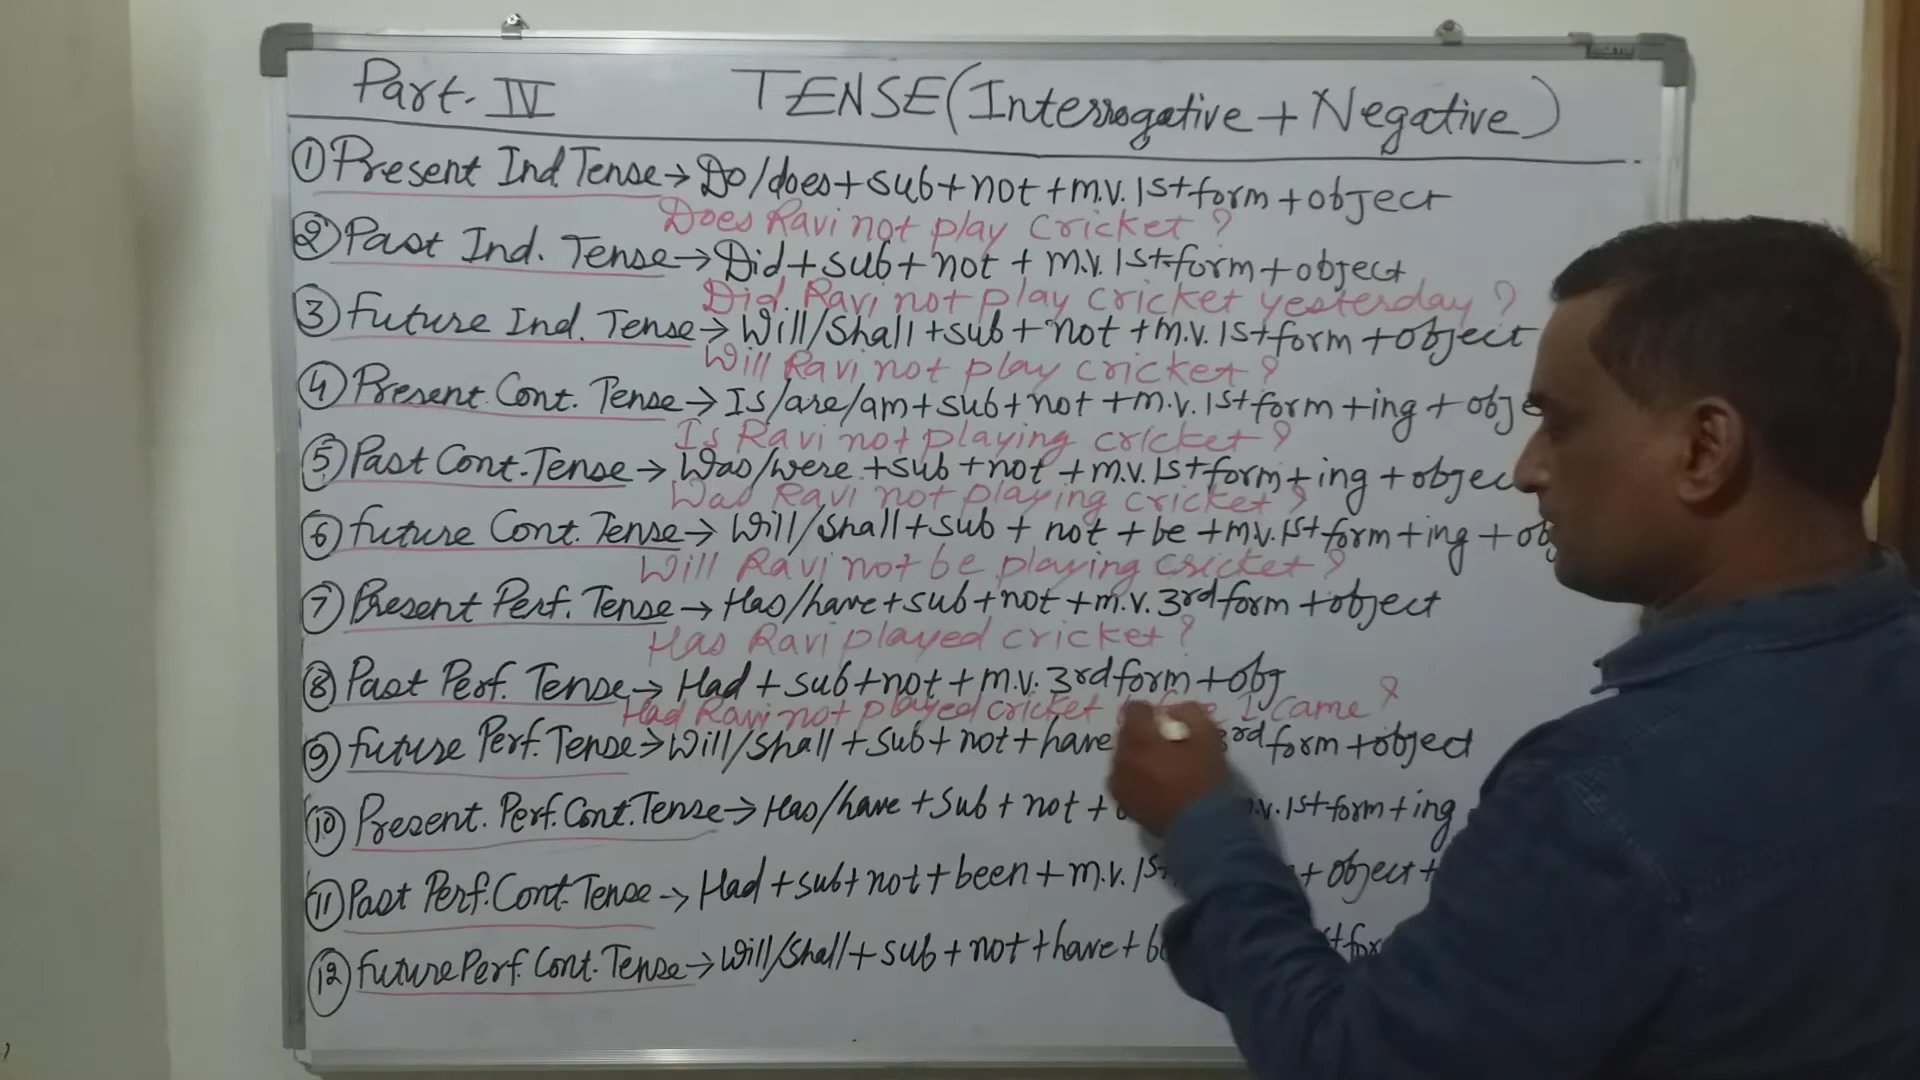 Part. IV TENSE (Interrogative + Negative)
① Present Ind Tense → Do/does + sub + not + m.v. 1st form + object
Does Ravi not play cricket ?
② Past Ind. Tense → Did + sub + not + m.v. 1st form + object
Did Ravi not play cricket yesterday ?
③ Future Ind. Tense → Will/Shall + sub + not + m.v. 1st form + object
Will Ravi not play cricket ?
④ Present Cont. Tense → Is/are/am + sub + not + m.v. 1st form + ing + obje
Is Ravi not playing cricket ?
⑤ Past Cont. Tense → Was/were + sub + not + m.v. 1st form + ing + objec
Was Ravi not playing cricket ?
⑥ Future Cont. Tense → Will/Shall + sub + not + be + m.v. 1st form + ing + ob
Will Ravi not be playing cricket ?
⑦ Present Perf. Tense → Has/have + sub + not + m.v. 3rd form + object
Has Ravi played cricket ?
⑧ Past Perf. Tense → Had + sub + not + m.v. 3rd form + obj
Had Ravi not played cricket I came ?
⑨ Future Perf. Tense → Will/Shall + sub + not + have 3rd form + object
⑩ Present. Perf. Cont. Tense → Has/have + sub + not + .v. 1st form + ing
⑪ Past Perf. Cont. Tense → Had + sub + not + been + m.v. 1s + object +
⑫ Future Perf. Cont. Tense → Will/Shall + sub + not + have + b